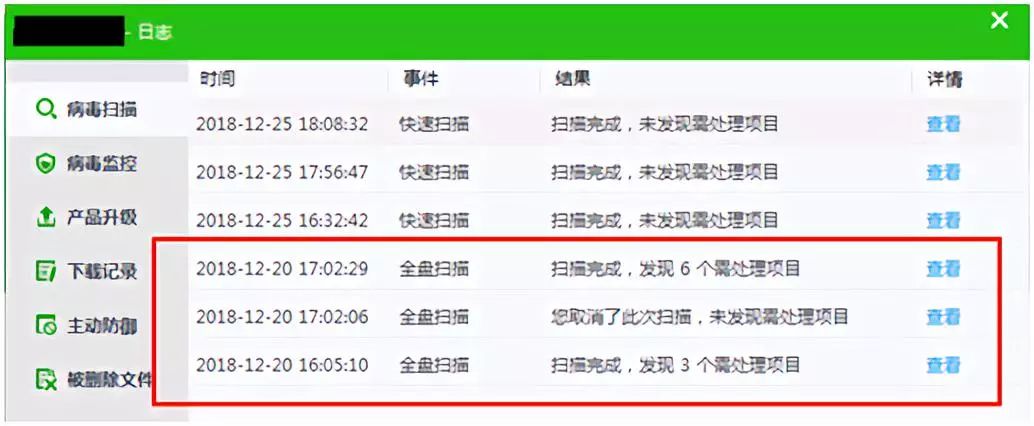 - 日志
时间 事件 结果 详情
病毒扫描
2018-12-25 18:08:32 快速扫描 扫描完成，未发现需处理项目 查看
病毒监控
2018-12-25 17:56:47 快速扫描 扫描完成，未发现需处理项目 查看
产品升级
2018-12-25 16:32:42 快速扫描 扫描完成，未发现需处理项目 查看
下载记录
2018-12-20 17:02:29 全盘扫描 扫描完成，发现 6 个需处理项目 查看
主动防御
2018-12-20 17:02:06 全盘扫描 您取消了此次扫描，未发现需处理项目 查看
被删除文件
2018-12-20 16:05:10 全盘扫描 扫描完成，发现 3 个需处理项目 查看